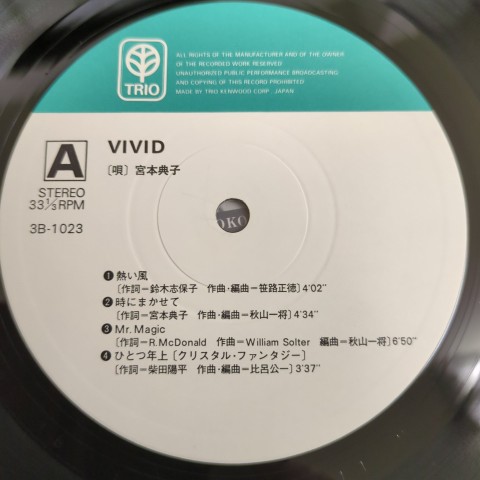 TRIO
ALL RIGHTS OF THE MANUFACTURER AND OF THE OWNER
OF THE RECORDED WORK RESERVED
UNAUTHORIZED PUBLIC PERFORMANCE BROADCASTING
AND COPYING OF THIS RECORD PROHIBITED
MADE BY TRIO KENWOOD CORP. JAPAN
A
STEREO
33⅓RPM
3B-1023
VIVID
〔唄〕宮本典子
❶熱い風
〔作詞=鈴木志保子 作曲・編曲=笹路正徳〕4'02"
❷時にまかせて
〔作詞=宮本典子 作曲・編曲=秋山一将〕4'34"
❸Mr. Magic
〔作詞=R.McDonald 作曲=William Solter 編曲=秋山一将〕6'50"
❹ひとつ年上〔クリスタル・ファンタジー〕
〔作詞=柴田陽平 作曲・編曲=比呂公一〕3'37"